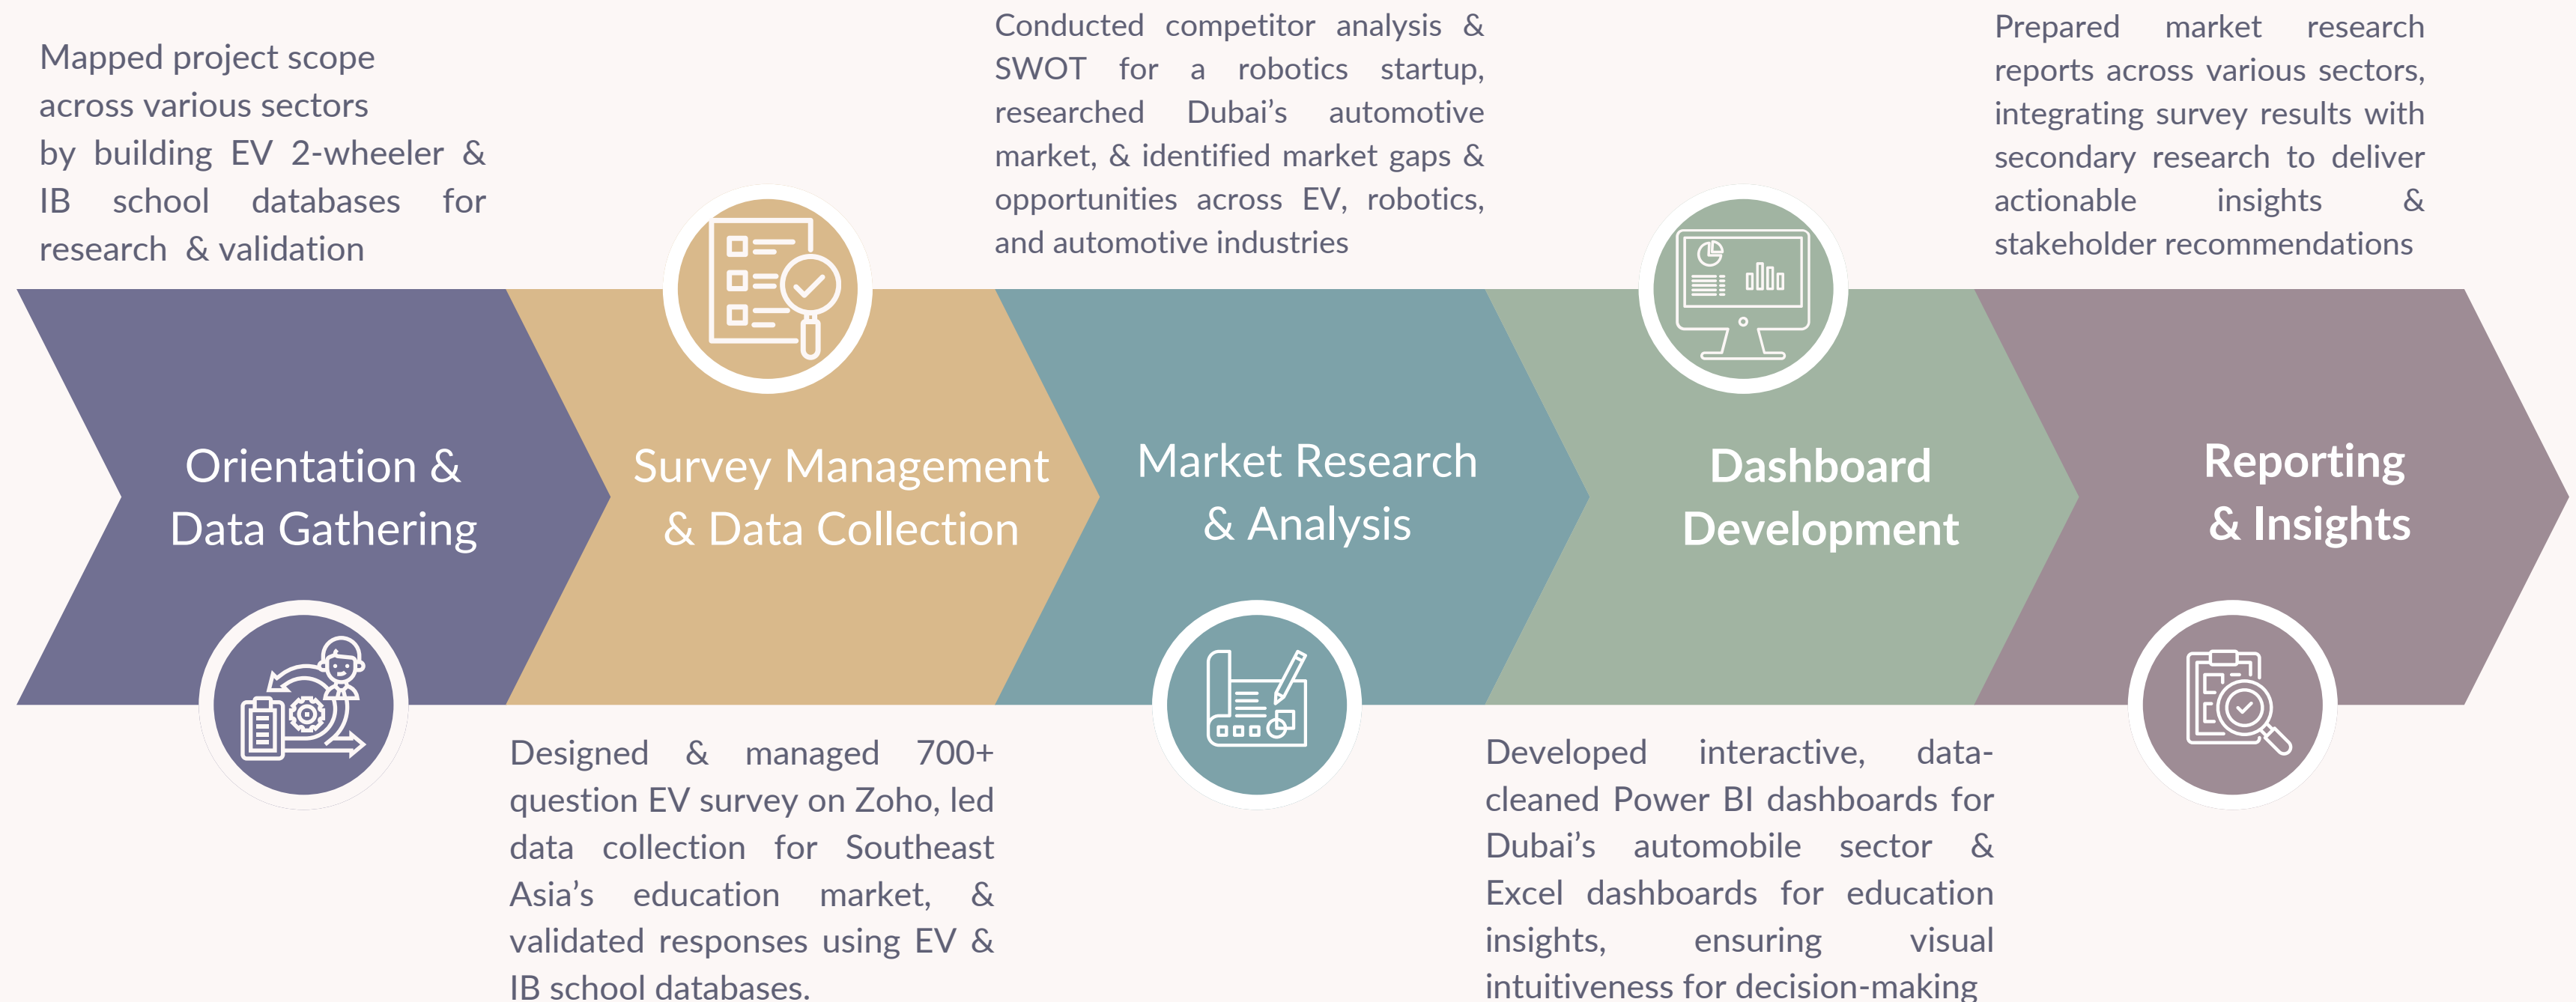 Mapped project scope
across various sectors
by building EV 2-wheeler &
IB school databases for
research & validation
Orientation &
Data Gathering
Survey Management
& Data Collection
Designed & managed 700+
question EV survey on Zoho, led
data collection for Southeast
Asia’s education market, &
validated responses using EV &
IB school databases.
Conducted competitor analysis &
SWOT for a robotics startup,
researched Dubai’s automotive
market, & identified market gaps &
opportunities across EV, robotics,
and automotive industries
Market Research
& Analysis
Dashboard
Development
Developed interactive, data-
cleaned Power BI dashboards for
Dubai’s automobile sector &
Excel dashboards for education
insights, ensuring visual
intuitiveness for decision-making
Prepared market research
reports across various sectors,
integrating survey results with
secondary research to deliver
actionable insights &
stakeholder recommendations
Reporting
& Insights